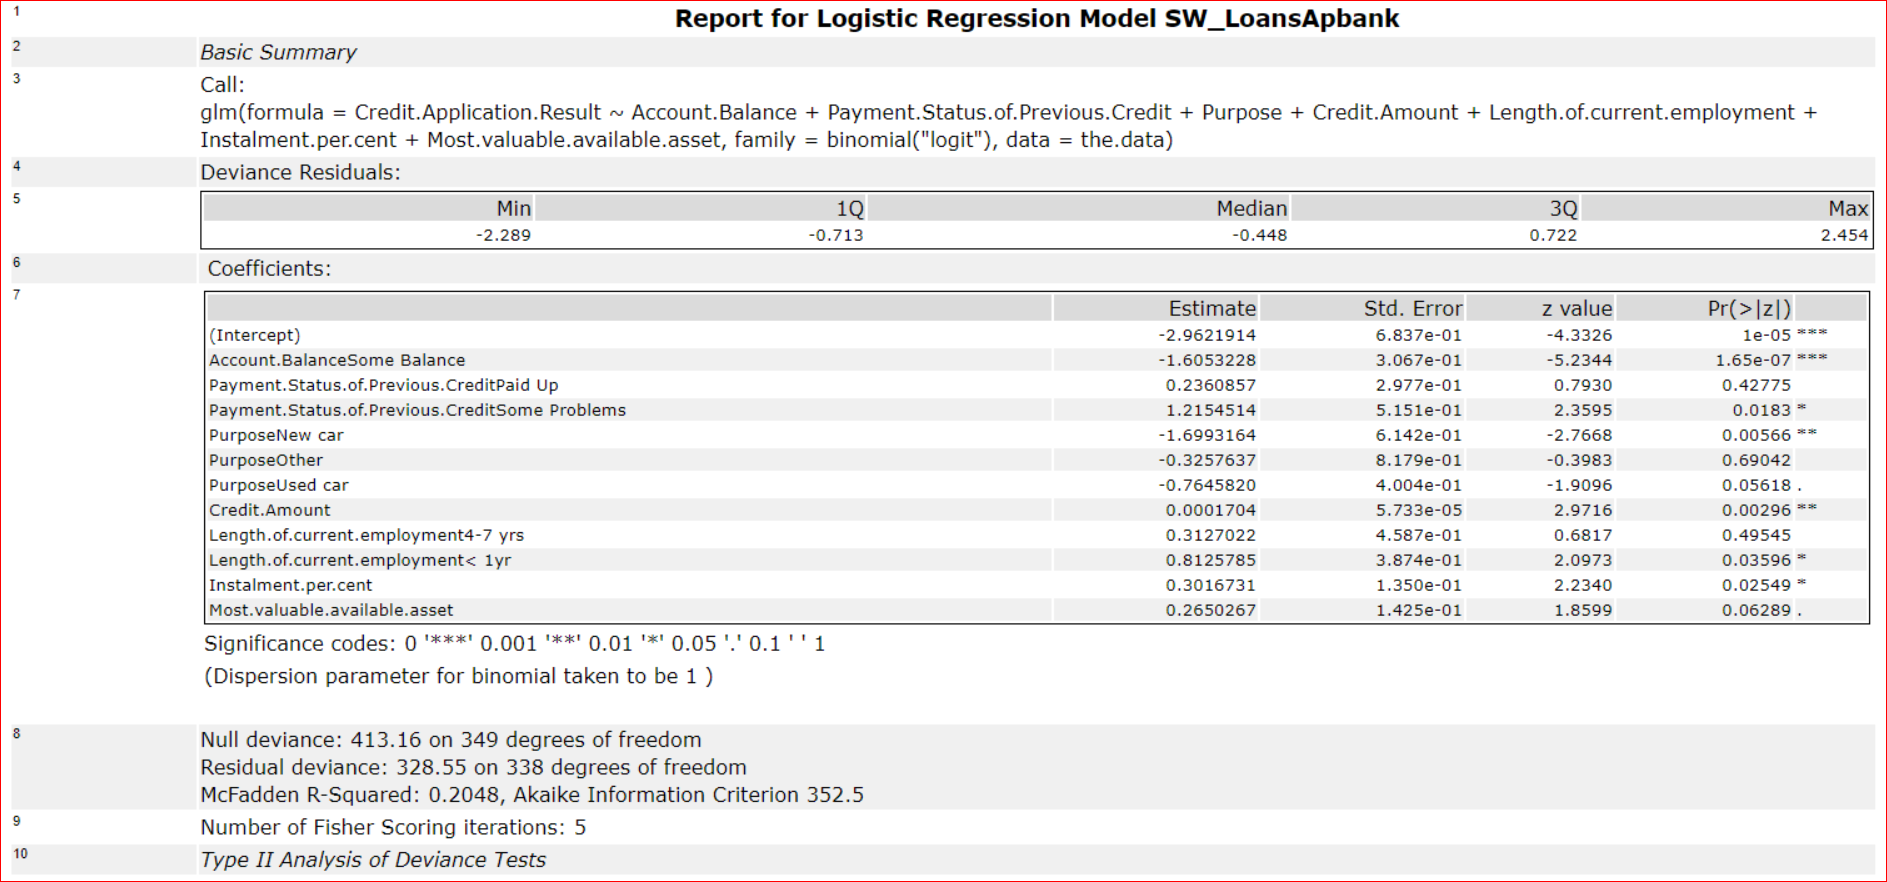 1
Report for Logistic Regression Model SW_LoansApbank
2
Basic Summary
3
Call:
glm(formula = Credit.Application.Result ~ Account.Balance + Payment.Status.of.Previous.Credit + Purpose + Credit.Amount + Length.of.current.employment +
Instalment.per.cent + Most.valuable.available.asset, family = binomial("logit"), data = the.data)
4
Deviance Residuals:
5
Min 1Q Median 3Q Max
-2.289 -0.713 -0.448 0.722 2.454
6
Coefficients:
7
Estimate Std. Error z value Pr(>|z|)
(Intercept) -2.9621914 6.837e-01 -4.3326 1e-05 ***
Account.BalanceSome Balance -1.6053228 3.067e-01 -5.2344 1.65e-07 ***
Payment.Status.of.Previous.CreditPaid Up 0.2360857 2.977e-01 0.7930 0.42775
Payment.Status.of.Previous.CreditSome Problems 1.2154514 5.151e-01 2.3595 0.0183 *
PurposeNew car -1.6993164 6.142e-01 -2.7668 0.00566 **
PurposeOther -0.3257637 8.179e-01 -0.3983 0.69042
PurposeUsed car -0.7645820 4.004e-01 -1.9096 0.05618 .
Credit.Amount 0.0001704 5.733e-05 2.9716 0.00296 **
Length.of.current.employment4-7 yrs 0.3127022 4.587e-01 0.6817 0.49545
Length.of.current.employment< 1yr 0.8125785 3.874e-01 2.0973 0.03596 *
Instalment.per.cent 0.3016731 1.350e-01 2.2340 0.02549 *
Most.valuable.available.asset 0.2650267 1.425e-01 1.8599 0.06289 .
Significance codes: 0 '***' 0.001 '**' 0.01 '*' 0.05 '.' 0.1 ' ' 1
(Dispersion parameter for binomial taken to be 1 )
8
Null deviance: 413.16 on 349 degrees of freedom
Residual deviance: 328.55 on 338 degrees of freedom
McFadden R-Squared: 0.2048, Akaike Information Criterion 352.5
9
Number of Fisher Scoring iterations: 5
10
Type II Analysis of Deviance Tests